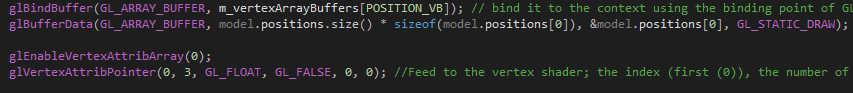 glBindBuffer(GL_ARRAY_BUFFER, m_vertexArrayBuffers[POSITION_VB]); // bind it to the context using the binding point of GL
glBufferData(GL_ARRAY_BUFFER, model.positions.size() * sizeof(model.positions[0]), &model.positions[0], GL_STATIC_DRAW);
glEnableVertexAttribArray(0);
glVertexAttribPointer(0, 3, GL_FLOAT, GL_FALSE, 0, 0); //Feed to the vertex shader; the index (first (0)), the number of